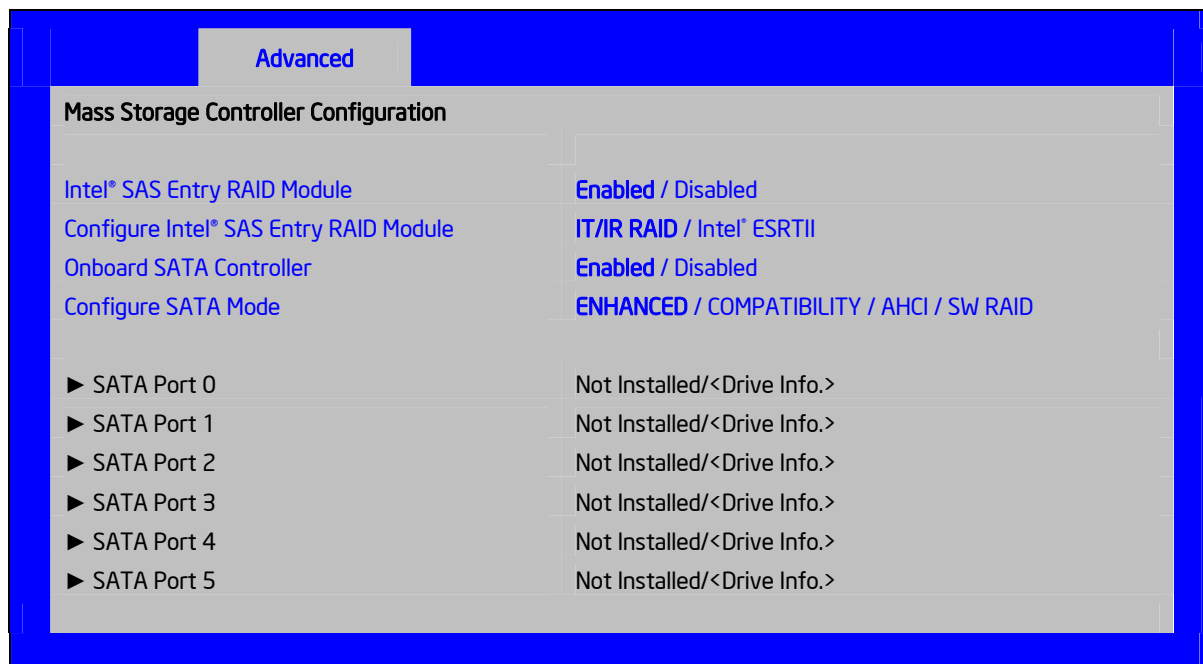 Advanced
Mass Storage Controller Configuration
Intel® SAS Entry RAID Module Enabled / Disabled
Configure Intel® SAS Entry RAID Module IT/IR RAID / Intel® ESRTII
Onboard SATA Controller Enabled / Disabled
Configure SATA Mode ENHANCED / COMPATIBILITY / AHCI / SW RAID
► SATA Port 0 Not Installed/<Drive Info.>
► SATA Port 1 Not Installed/<Drive Info.>
► SATA Port 2 Not Installed/<Drive Info.>
► SATA Port 3 Not Installed/<Drive Info.>
► SATA Port 4 Not Installed/<Drive Info.>
► SATA Port 5 Not Installed/<Drive Info.>